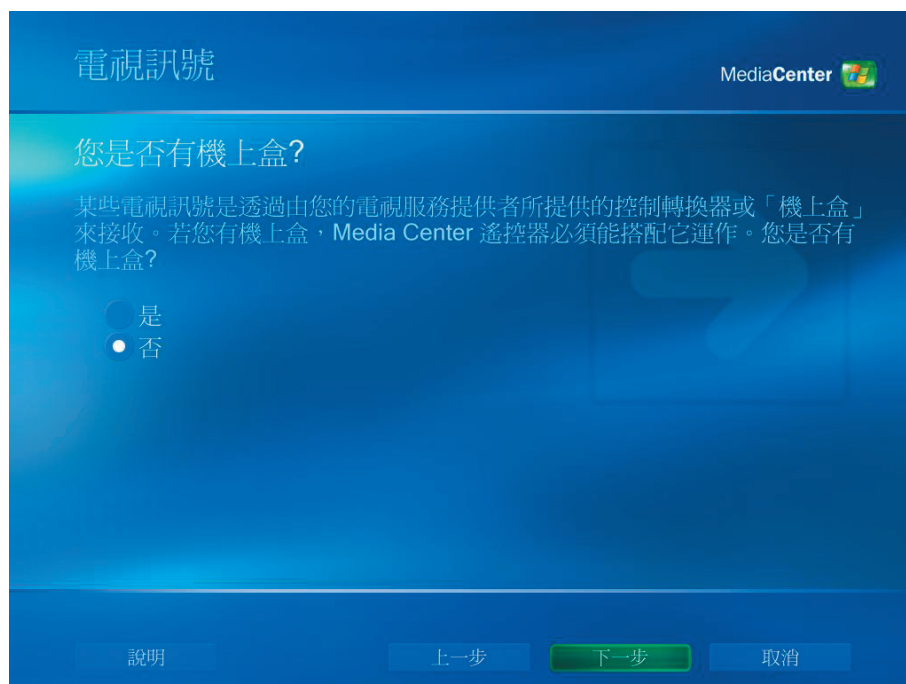 電視訊號
MediaCenter
您是否有機上盒?
某些電視訊號是透過由您的電視服務提供者所提供的控制轉換器或「機上盒」
來接收。若您有機上盒，Media Center 遙控器必須能搭配它運作。您是否有
機上盒?
是
否
說明 上一步 下一步 取消